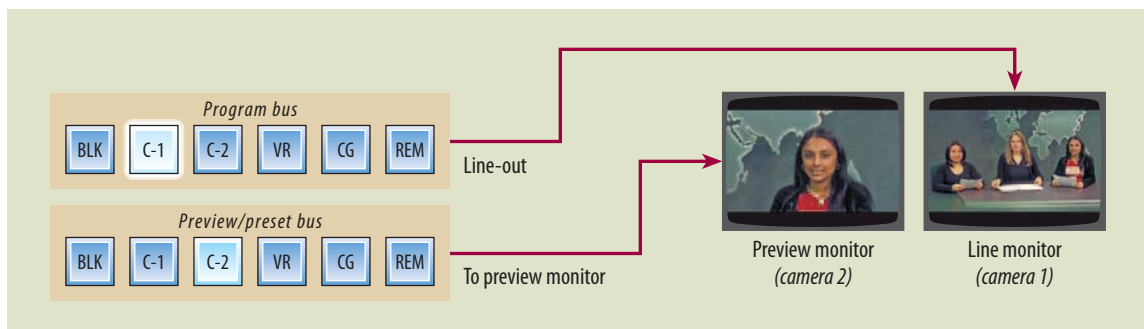 Program bus
BLK C-1 C-2 VR CG REM
Line-out
Preview/preset bus
BLK C-1 C-2 VR CG REM
To preview monitor
Preview monitor
(camera 2)
Line monitor
(camera 1)